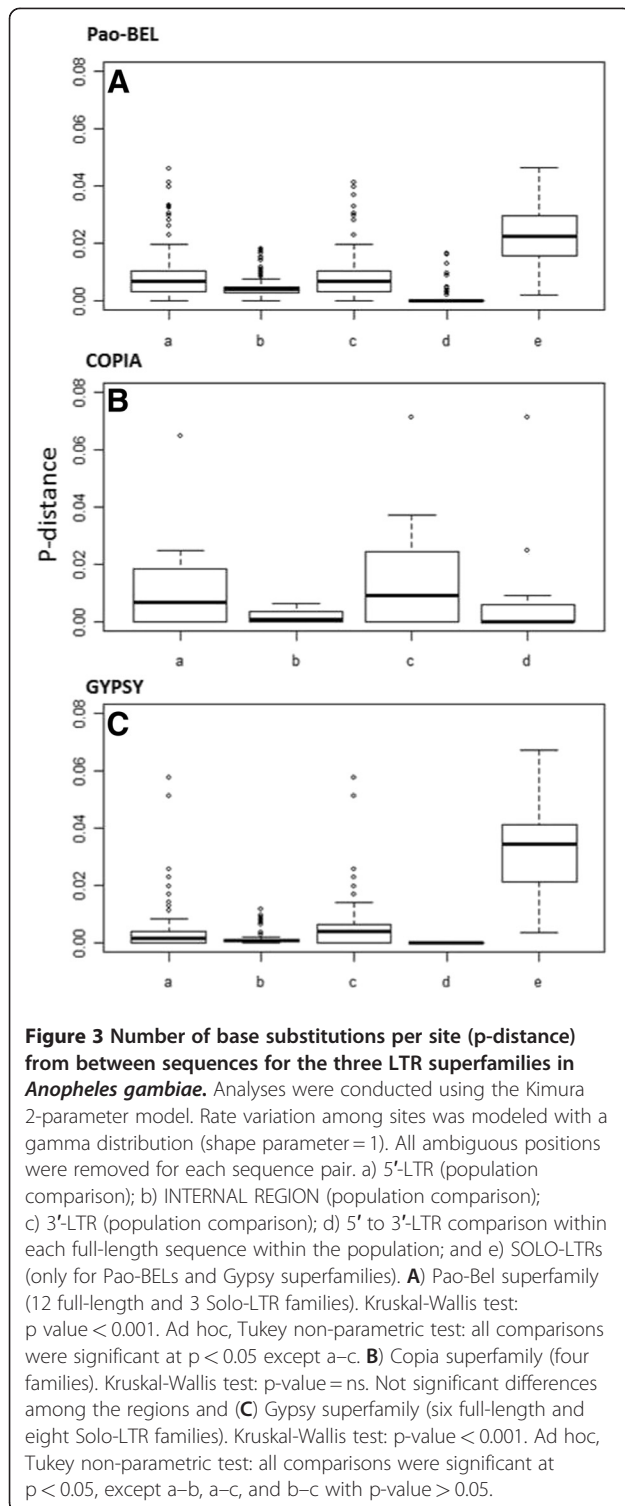 Pao-BEL
A
0.08
0.06
0.04
0.02
0.00
a b c d e
COPIA
B
0.08
0.06
0.04
0.02
0.00
a b c d
P-distance
GYPSY
C
0.08
0.06
0.04
0.02
0.00
a b c d e
Figure 3 Number of base substitutions per site (p-distance)
from between sequences for the three LTR superfamilies in
Anopheles gambiae. Analyses were conducted using the Kimura
2-parameter model. Rate variation among sites was modeled with a
gamma distribution (shape parameter = 1). All ambiguous positions
were removed for each sequence pair. a) 5′-LTR (population
comparison); b) INTERNAL REGION (population comparison);
c) 3′-LTR (population comparison); d) 5′ to 3′-LTR comparison within
each full-length sequence within the population; and e) SOLO-LTRs
(only for Pao-BELs and Gypsy superfamilies). A) Pao-Bel superfamily
(12 full-length and 3 Solo-LTR families). Kruskal-Wallis test:
p value < 0.001. Ad hoc, Tukey non-parametric test: all comparisons
were significant at p < 0.05 except a–c. B) Copia superfamily (four
families). Kruskal-Wallis test: p-value = ns. Not significant differences
among the regions and (C) Gypsy superfamily (six full-length and
eight Solo-LTR families). Kruskal-Wallis test: p-value < 0.001. Ad hoc,
Tukey non-parametric test: all comparisons were significant at
p < 0.05, except a–b, a–c, and b–c with p-value > 0.05.